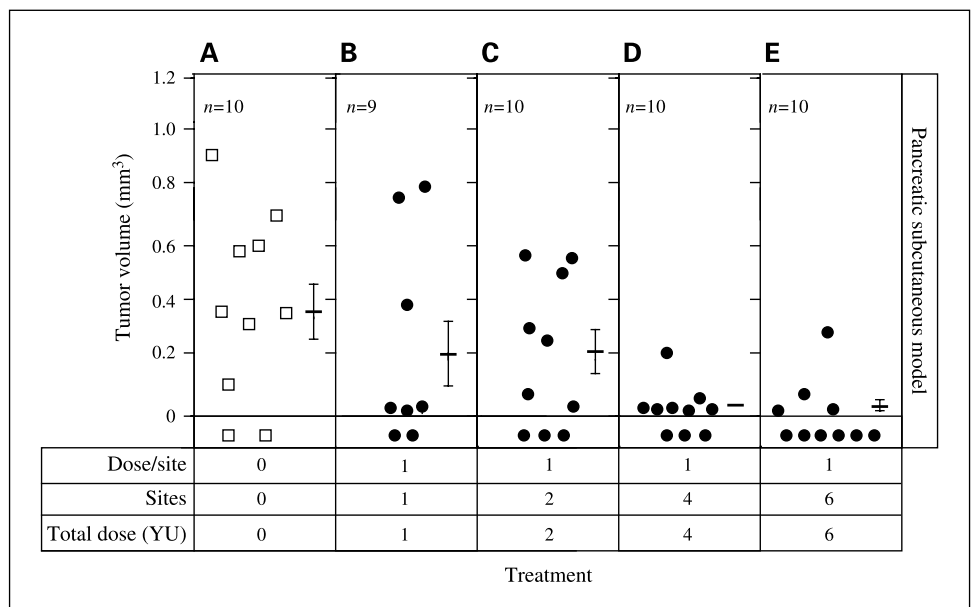 A B C D E
n=10 n=9 n=10 n=10 n=10
1.2
1.0
0.8
0.6
0.4
0.2
0
Tumor volume (mm³)
Pancreatic subcutaneous model
Dose/site 0 1 1 1 1
Sites 0 1 2 4 6
Total dose (YU) 0 1 2 4 6
Treatment